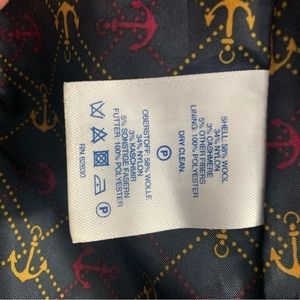 SHELL: 58% WOOL
34% NYLON
3% CASHMERE
5% OTHER FIBERS
LINING: 100% POLYESTER
DRY CLEAN.
P
OBERSTOFF: 58% WOLLE
34% NYLON
3% KASCHMIR
5% SONSTIGE FASERN
FUTTER: 100% POLYESTER
P
RN